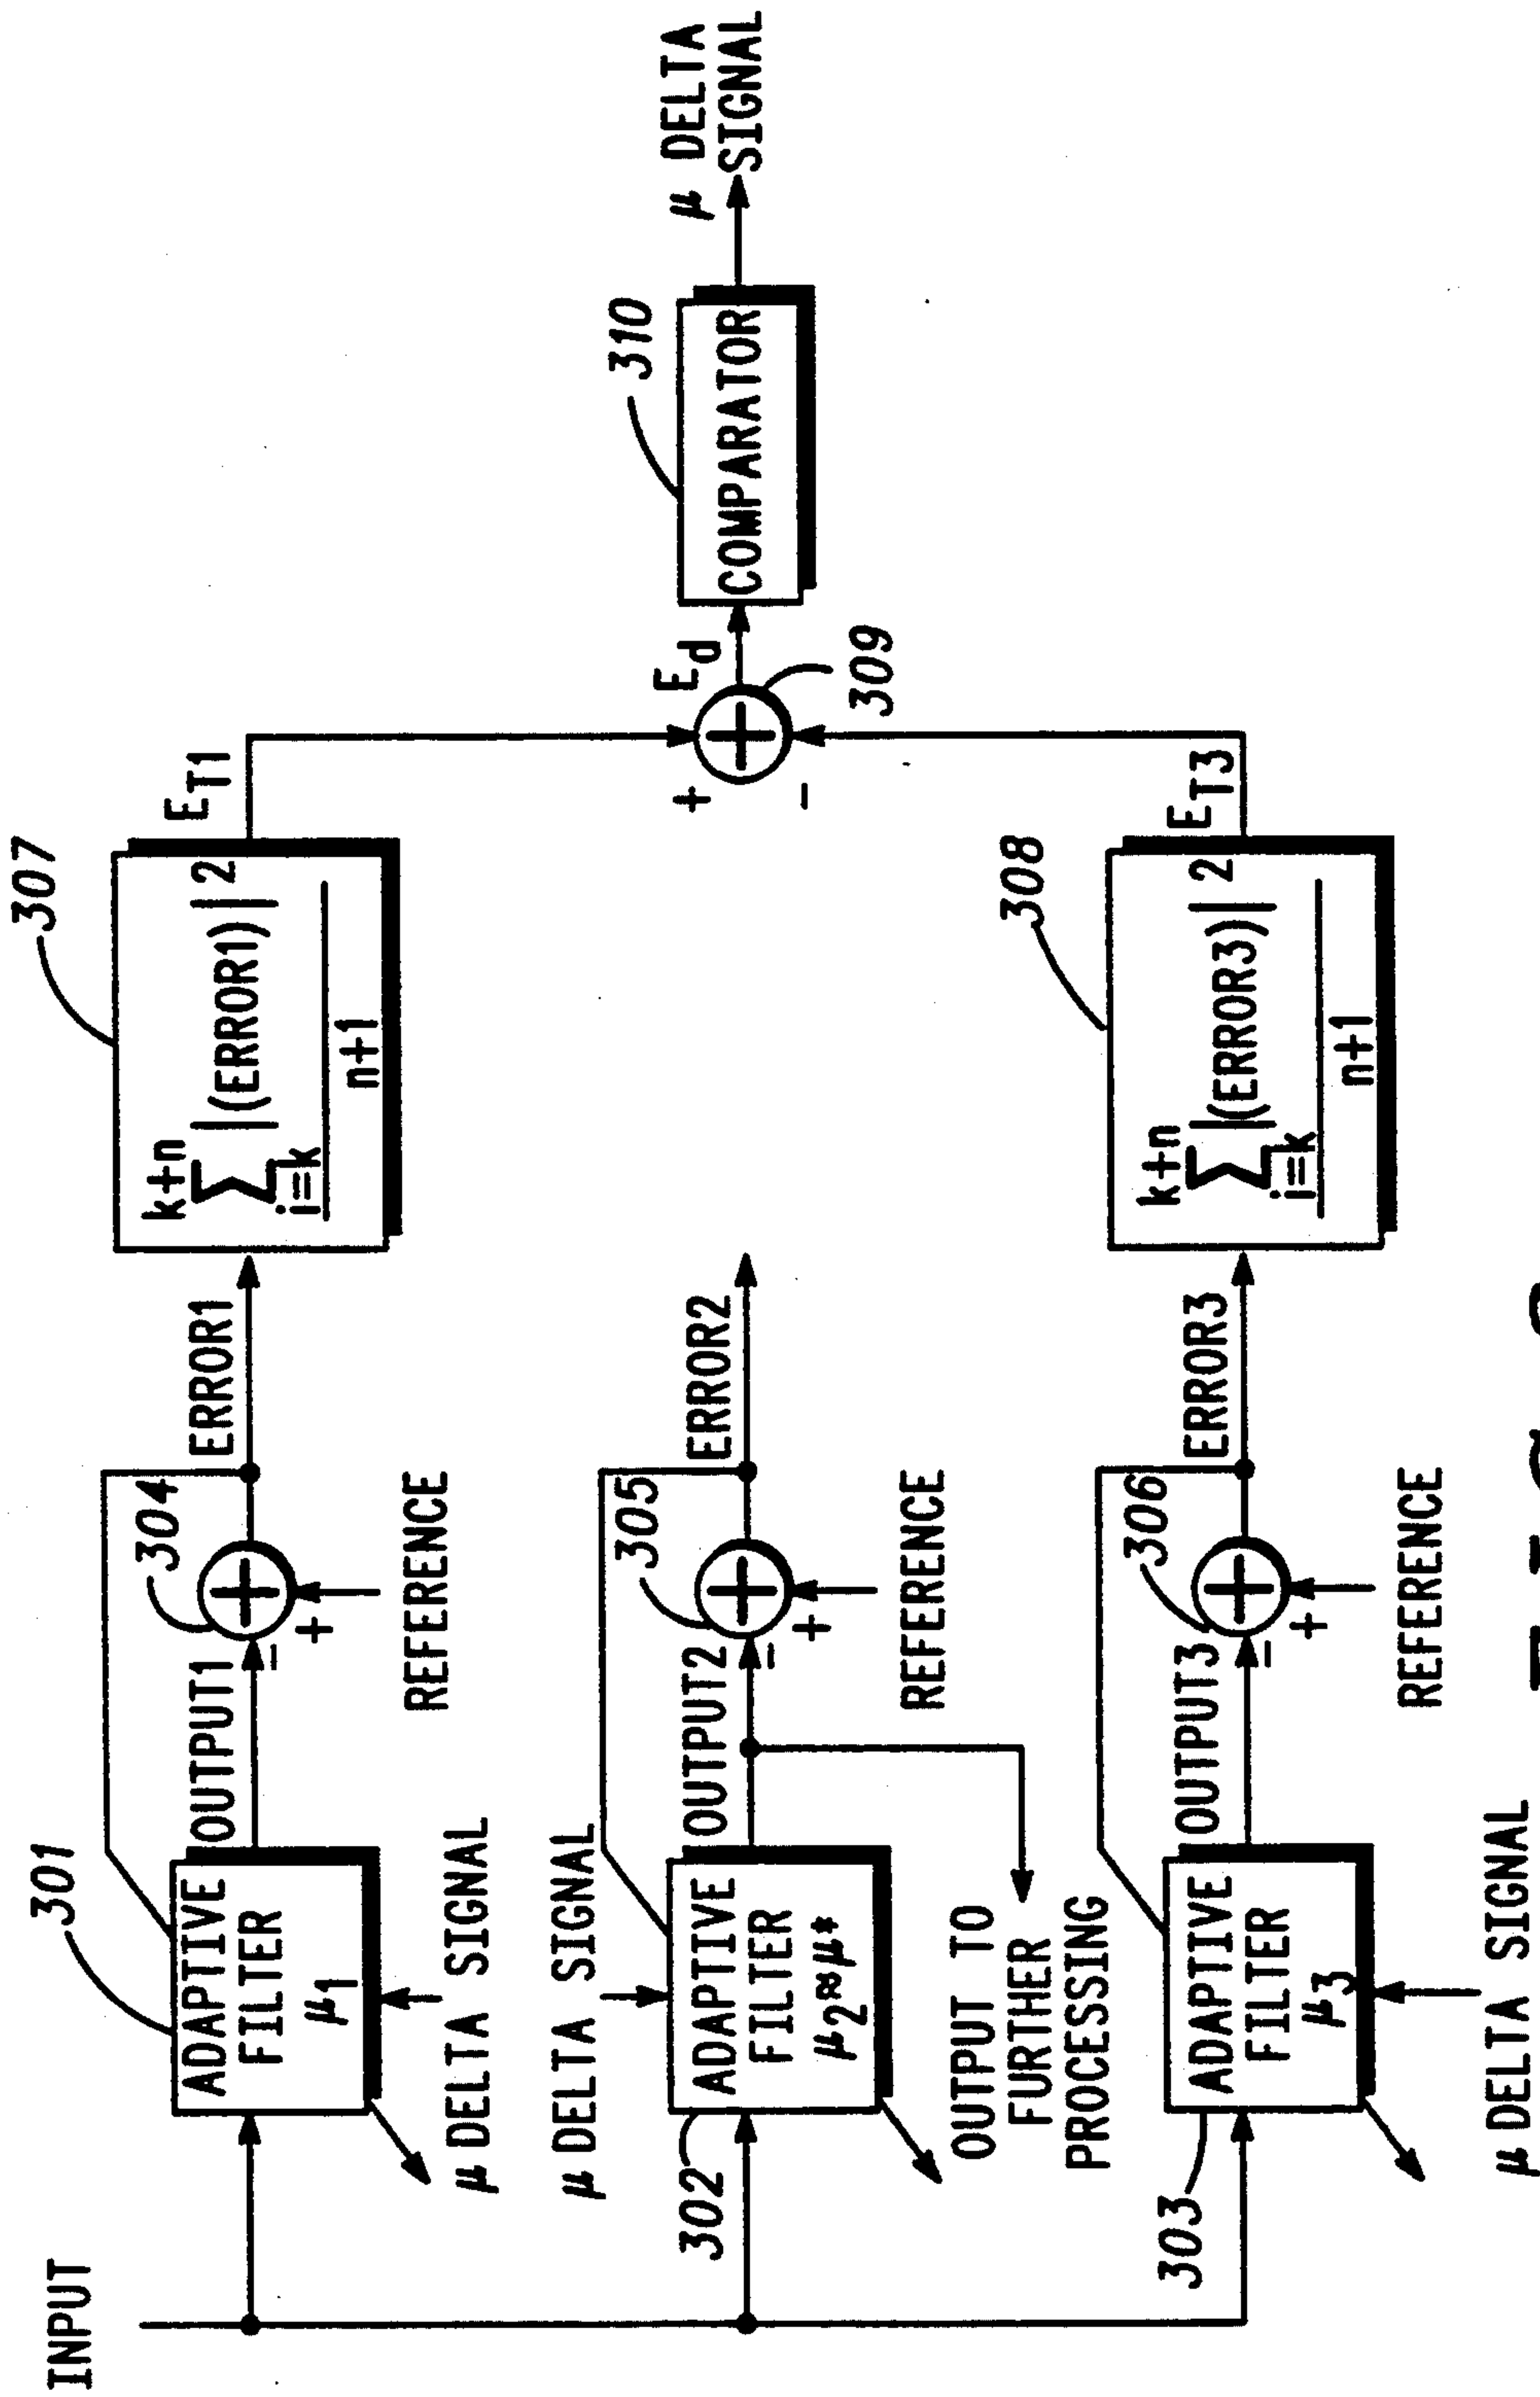 INPUT
301
ADAPTIVE
FILTER
μ1
OUTPUT1
304
−
+
ERROR1
REFERENCE
μ DELTA SIGNAL
307
k+n
∑ |(ERROR1)| 2
i=k
n+1
ET1
μ DELTA SIGNAL
302
ADAPTIVE
FILTER
μ2≈μ*
OUTPUT2
305
−
+
ERROR2
REFERENCE
OUTPUT TO
FURTHER
PROCESSING
+
−
Ed
309
310
COMPARATOR
μ DELTA
SIGNAL
303
ADAPTIVE
FILTER
μ3
OUTPUT3
306
−
+
ERROR3
REFERENCE
μ DELTA SIGNAL
308
k+n
∑ |(ERROR3)| 2
i=k
n+1
ET3